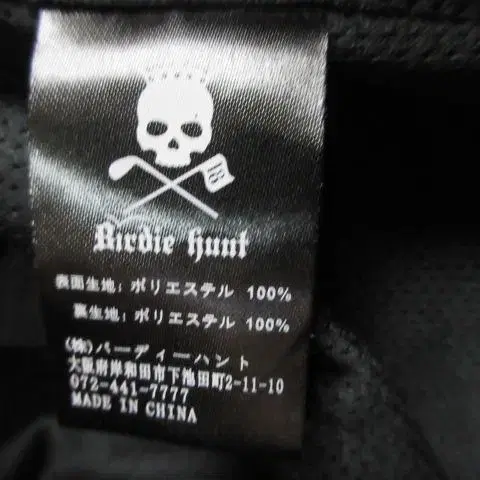 18
Birdie hunt
表面生地: ポリエステル 100%
裏生地: ポリエステル 100%
(株)バーディーハント
大阪府岸和田市下池田町2-11-10
072-441-7777
MADE IN CHINA